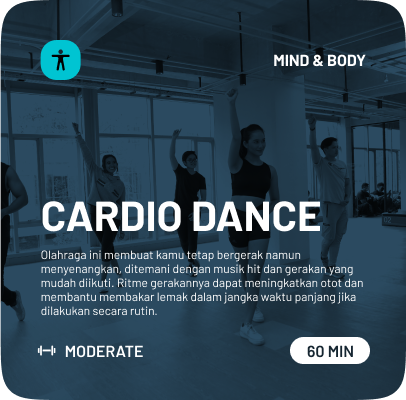 MIND & BODY
CARDIO DANCE
Olahraga ini membuat kamu tetap bergerak namun
menyenangkan, ditemani dengan musik hit dan gerakan yang
mudah diikuti. Ritme gerakannya dapat meningkatkan otot dan
membantu membakar lemak dalam jangka waktu panjang jika
dilakukan secara rutin.
MODERATE
60 MIN